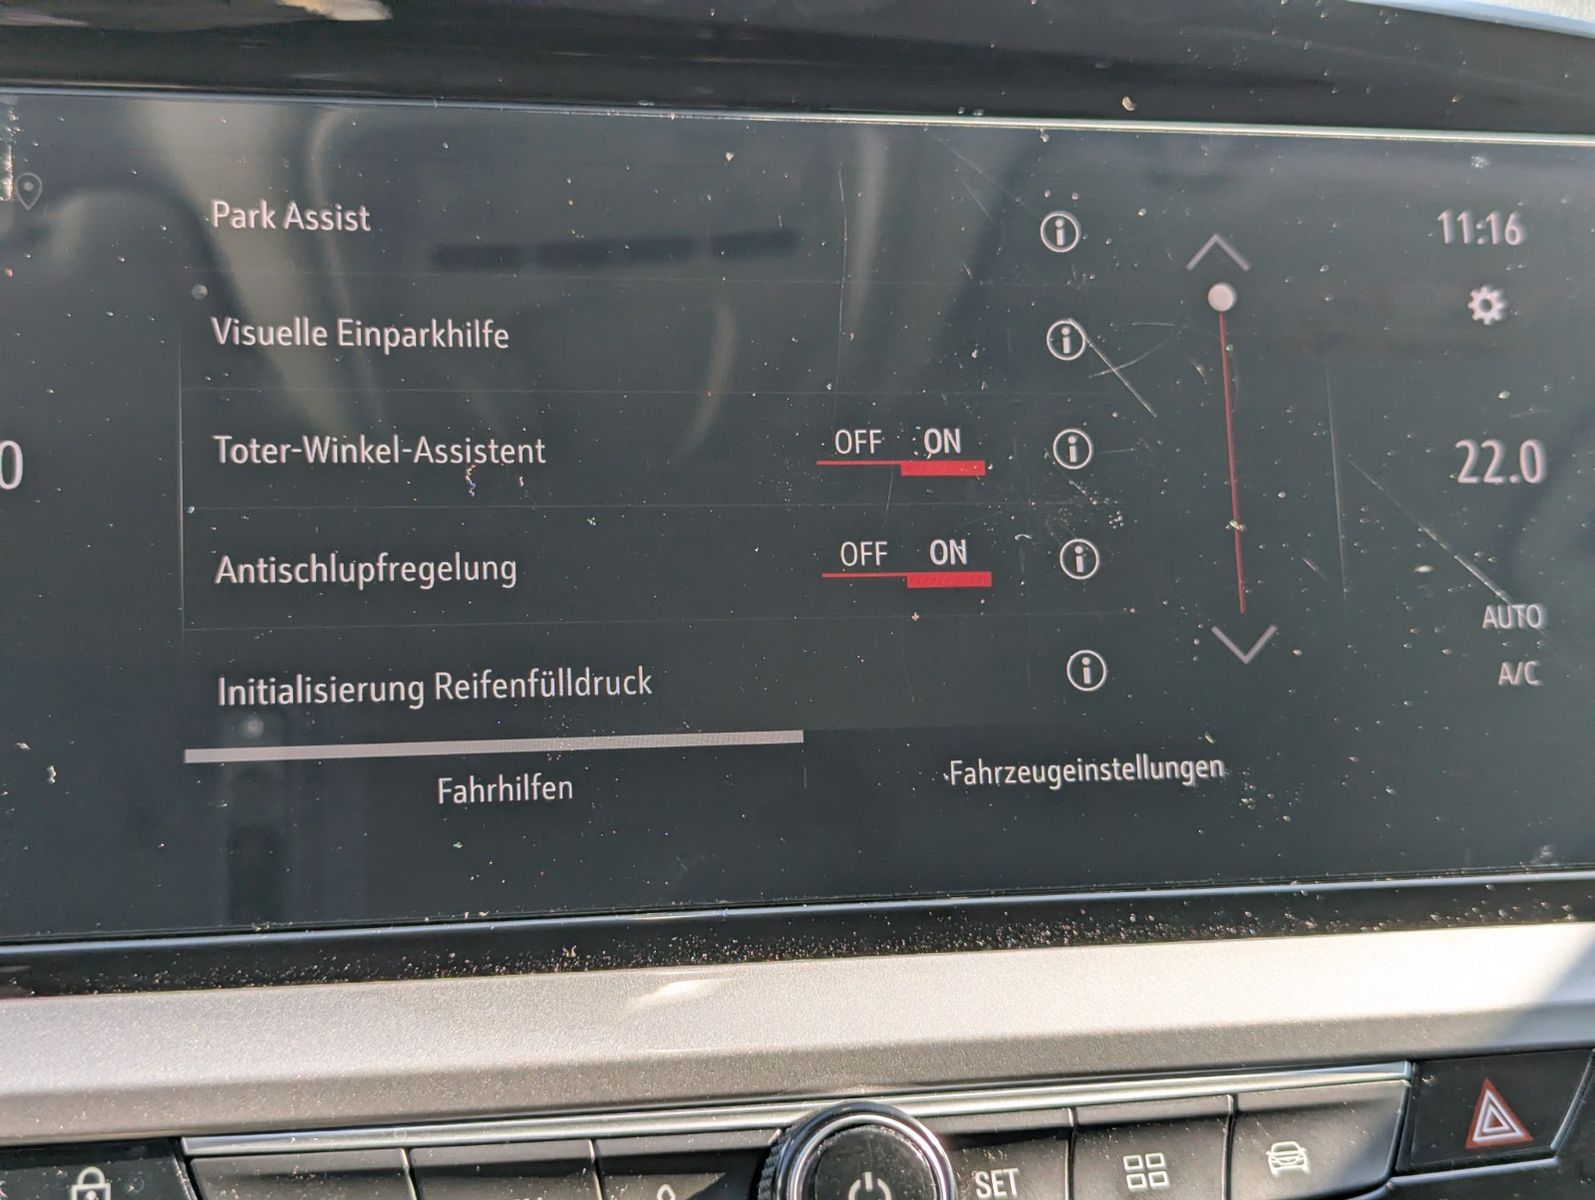 Park Assist
11:16
Visuelle Einparkhilfe
Toter-Winkel-Assistent OFF ON
0
22.0
Antischlupfregelung OFF ON
AUTO
Initialisierung Reifenfülldruck
A/C
Fahrhilfen
Fahrzeugeinstellungen
SET